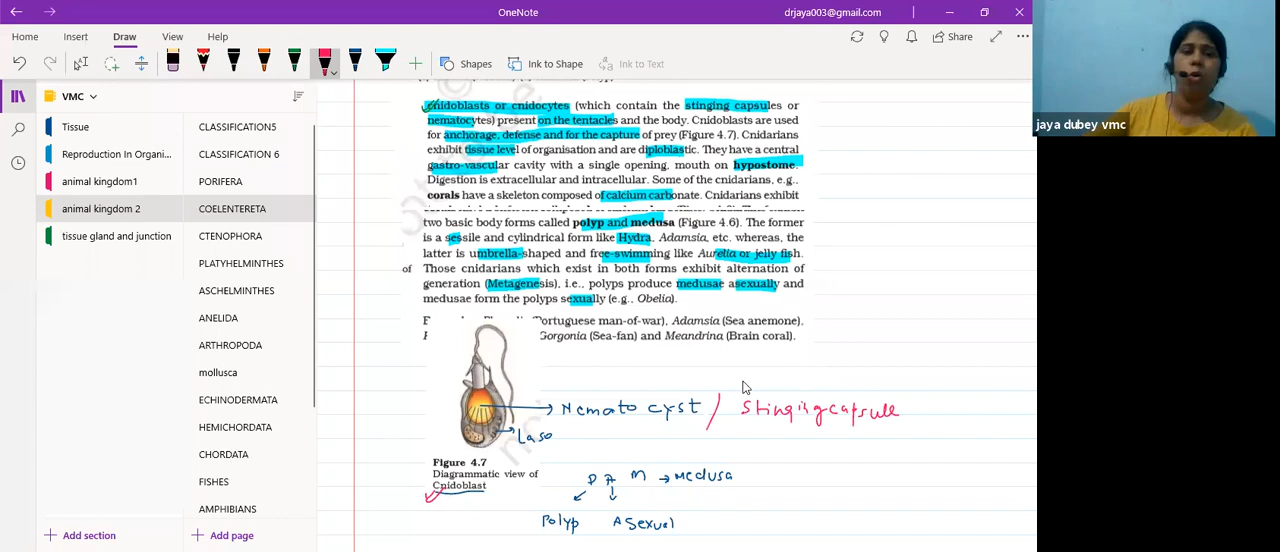 OneNote
drjaya003@gmail.com
Home
Insert
Draw
History
Review
View
Help
Share
Shapes
Ink to Shape
Ink to Text
VMC
Tissue
Reproduction In Organi...
animal kingdom1
animal kingdom 2
tissue gland and junction
Add section
CLASSIFICATION5
CLASSIFICATION 6
PORIFERA
COELENTERETA
CTENOPHORA
PLATYHELMINTHES
ASCHELMINTHES
ANELIDA
ARTHROPODA
mollusca
ECHINODERMATA
HEMICHORDATA
CHORDATA
FISHES
AMPHIBIANS
Add page
cnidoblasts or cnidocytes (which contain the stinging capsules or
nematocytes) present on the tentacles and the body. Cnidoblasts are used
for anchorage, defense and for the capture of prey (Figure 4.7). Cnidarians
exhibit tissue level of organisation and are diploblastic. They have a central
gastro-vascular cavity with a single opening, mouth on hypostome.
Digestion is extracellular and intracellular. Some of the cnidarians, e.g.,
corals have a skeleton composed of calcium carbonate. Cnidarians exhibit
two basic body forms called polyp and medusa (Figure 4.6). The former
is a sessile and cylindrical form like Hydra, Adamsia, etc. whereas, the
latter is umbrella-shaped and free-swimming like Aurelia or jelly fish.
of
Those cnidarians which exist in both forms exhibit alternation of
generation (Metagenesis), i.e., polyps produce medusae asexually and
medusae form the polyps sexually (e.g., Obelia).
(Portuguese man-of-war), Adamsia (Sea anemone),
Gorgonia (Sea-fan) and Meandrina (Brain coral).
Nemato cyst / Stinging capsule
Laso
Figure 4.7
Diagrammatic view of
Cnidoblast
P A M → Medusa
Polyp Asexual
jaya dubey vmc